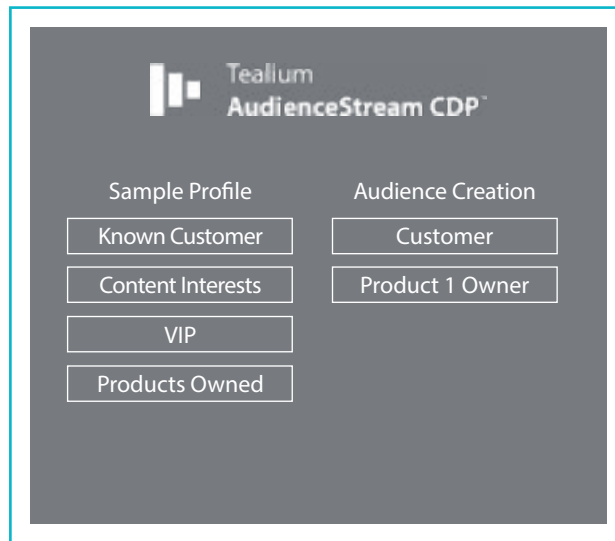 Tealium
AudienceStream CDP™
Sample Profile
Known Customer
Content Interests
VIP
Products Owned
Audience Creation
Customer
Product 1 Owner